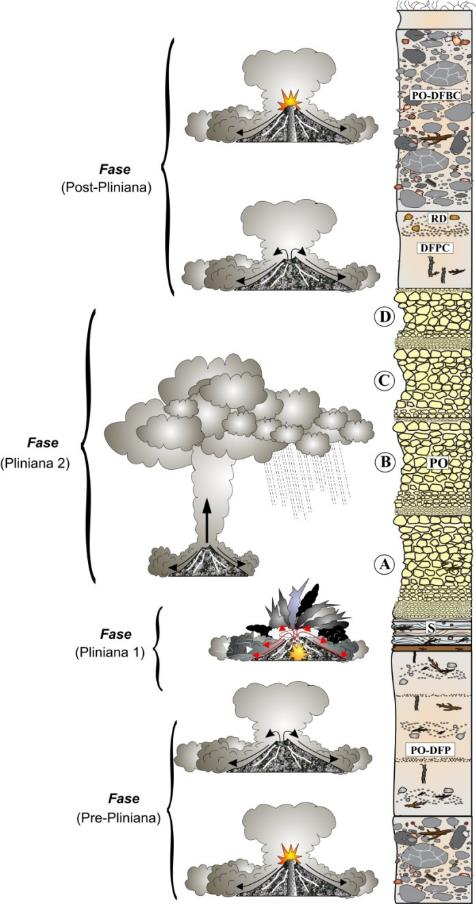 PO-DFBC
Fase
(Post-Pliniana)
RD
DFPC
D
C
Fase
(Pliniana 2)
B
PO
A
S
Fase
(Pliniana 1)
PO-DFP
Fase
(Pre-Pliniana)